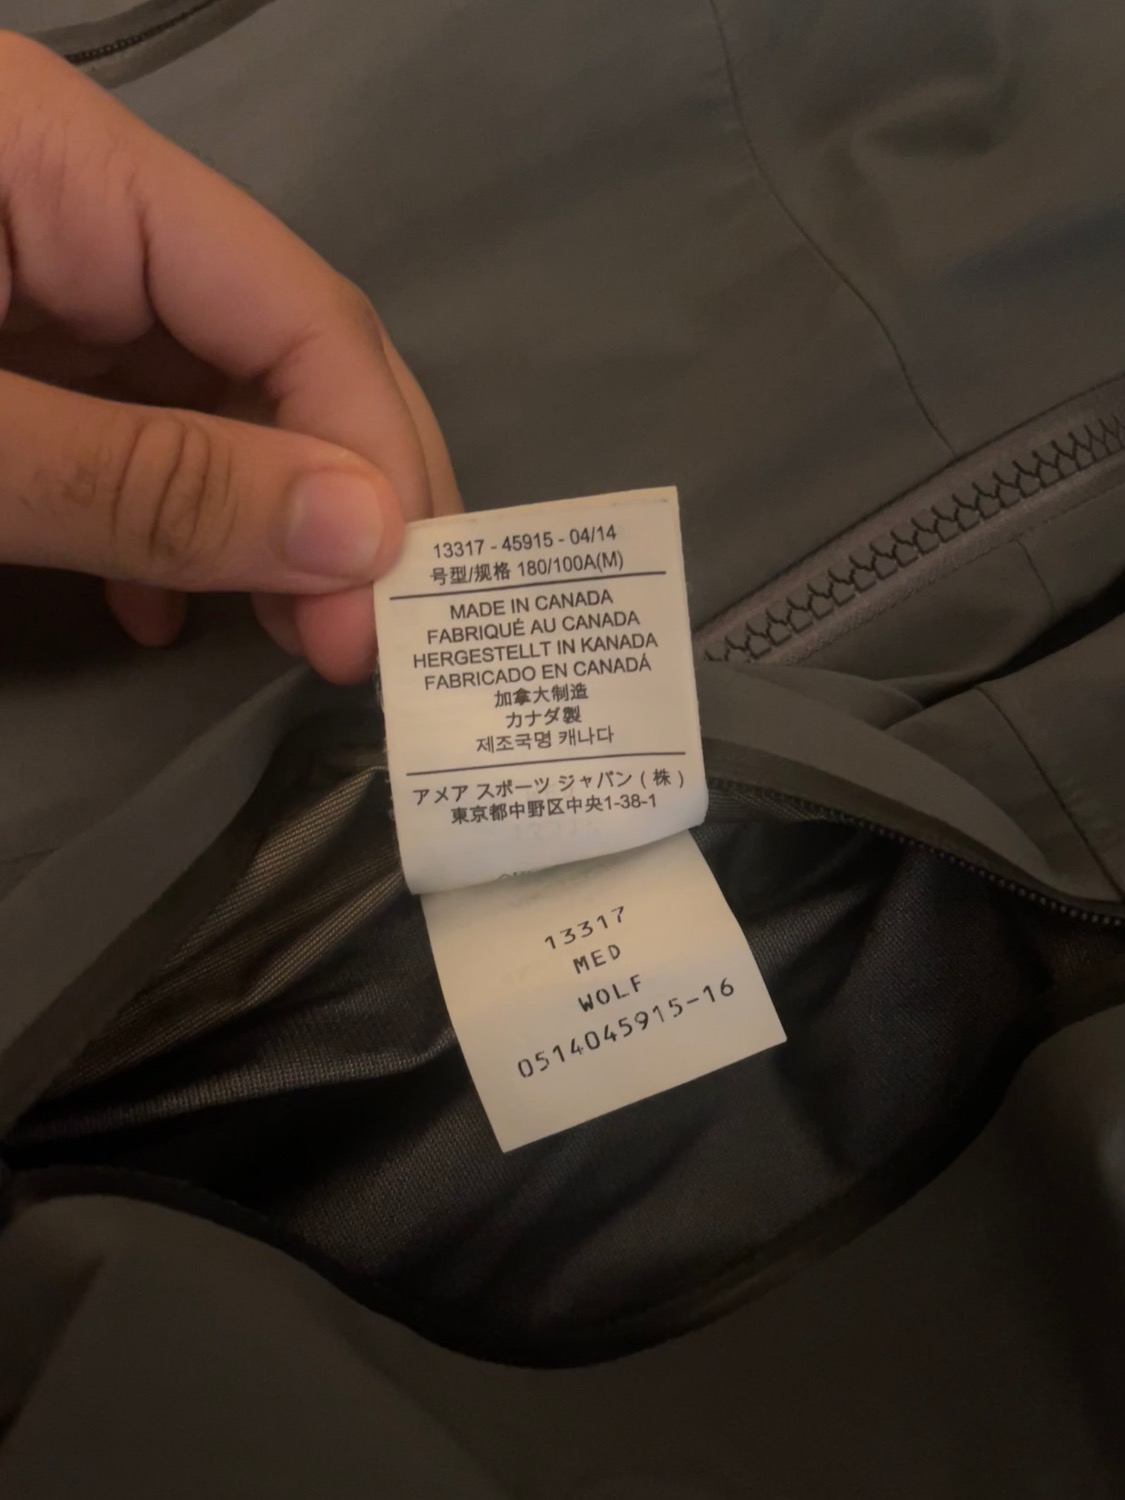 13317 - 45915 - 04/14
号型/规格 180/100A(M)
MADE IN CANADA
FABRIQUÉ AU CANADA
HERGESTELLT IN KANADA
FABRICADO EN CANADÁ
加拿大制造
カナダ製
제조국명 캐나다
アメア スポーツ ジャパン ( 株 )
東京都中野区中央1-38-1
13317
MED
WOLF
0514045915-16